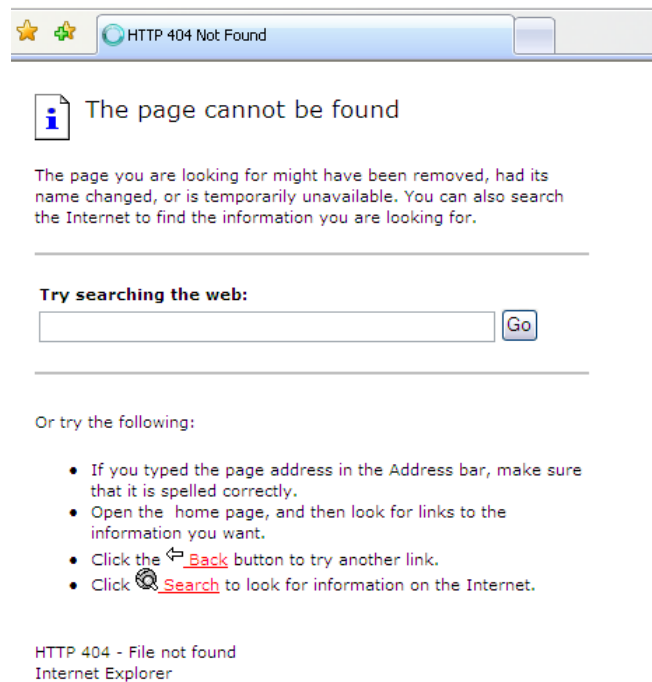 HTTP 404 Not Found
The page cannot be found
The page you are looking for might have been removed, had its
name changed, or is temporarily unavailable. You can also search
the Internet to find the information you are looking for.
Try searching the web:
Go
Or try the following:
If you typed the page address in the Address bar, make sure
that it is spelled correctly.
Open the home page, and then look for links to the
information you want.
Click the Back button to try another link.
Click Search to look for information on the Internet.
HTTP 404 - File not found
Internet Explorer